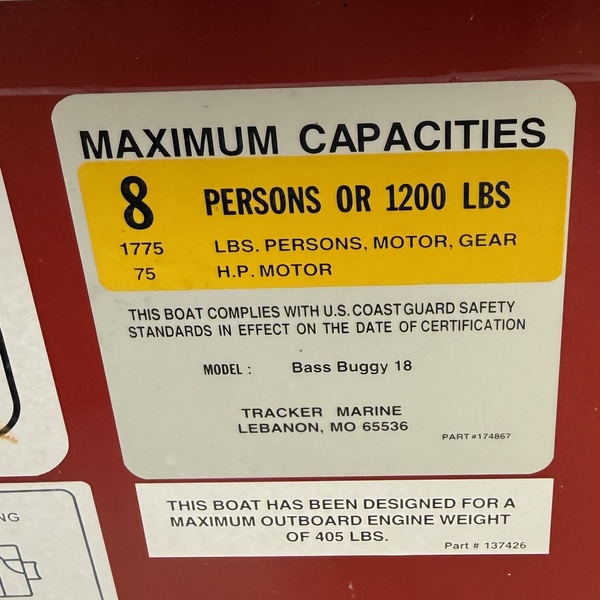 MAXIMUM CAPACITIES
8 PERSONS OR 1200 LBS
1775 LBS. PERSONS, MOTOR, GEAR
75 H.P. MOTOR
THIS BOAT COMPLIES WITH U.S. COAST GUARD SAFETY
STANDARDS IN EFFECT ON THE DATE OF CERTIFICATION
MODEL : Bass Buggy 18
TRACKER MARINE
LEBANON, MO 65536
PART#174867
THIS BOAT HAS BEEN DESIGNED FOR A
MAXIMUM OUTBOARD ENGINE WEIGHT
OF 405 LBS.
Part # 137426
NG